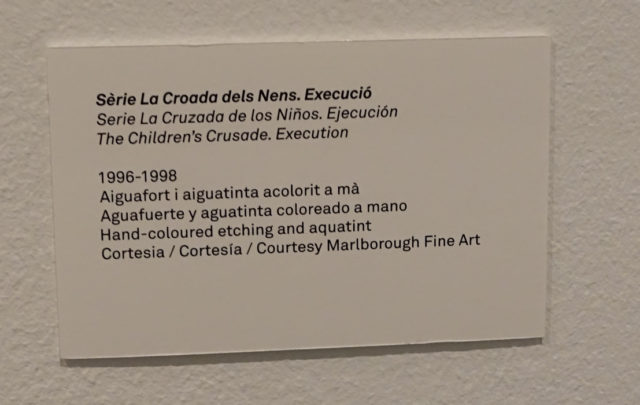 Sèrie La Croada dels Nens. Execució
Serie La Cruzada de los Niños. Ejecución
The Children's Crusade. Execution
1996-1998
Aiguafort i aiguatinta acolorit a mà
Aguafuerte y aguatinta coloreado a mano
Hand-coloured etching and aquatint
Cortesia / Cortesía / Courtesy Marlborough Fine Art